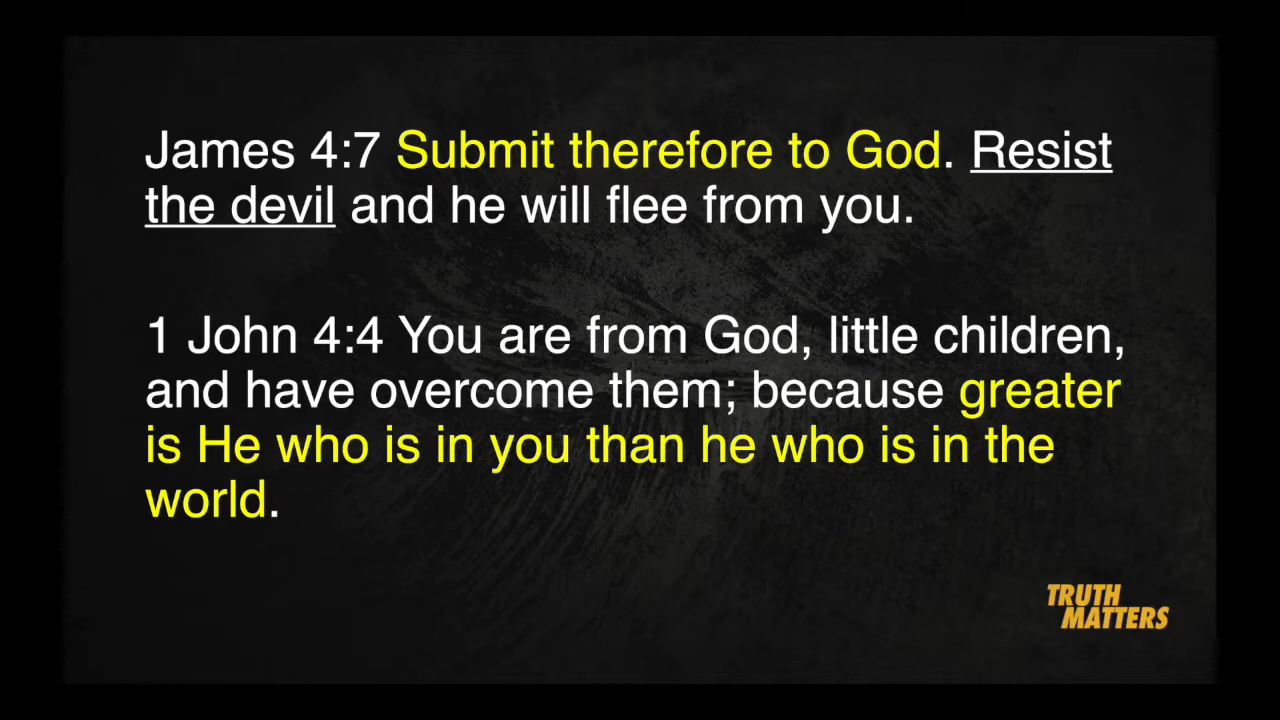 James 4:7 Submit therefore to God. Resist
the devil and he will flee from you.
1 John 4:4 You are from God, little children,
and have overcome them; because greater
is He who is in you than he who is in the
world.
TRUTH
MATTERS